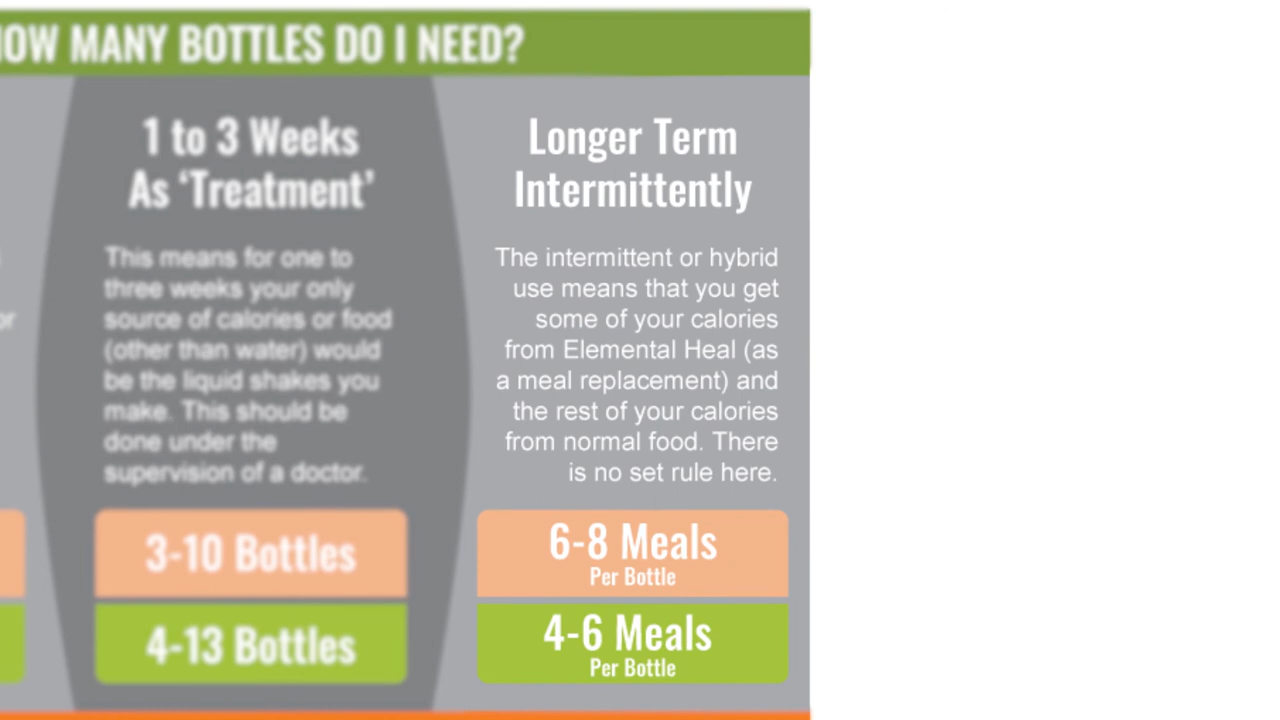 HOW MANY BOTTLES DO I NEED?
1 to 3 Weeks
As ‘Treatment’
This means for one to
three weeks your only
source of calories or food
(other than water) would
be the liquid shakes you
make. This should be
done under the
supervision of a doctor.
3-10 Bottles
4-13 Bottles
Longer Term
Intermittently
The intermittent or hybrid
use means that you get
some of your calories
from Elemental Heal (as
a meal replacement) and
the rest of your calories
from normal food. There
is no set rule here.
6-8 Meals
Per Bottle
4-6 Meals
Per Bottle